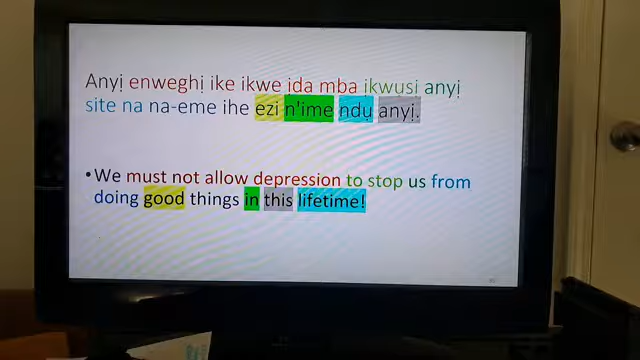 Anyị enweghị ike ikwe ịda mba ikwusi anyị
site na na-eme ihe ezi n'ime ndụ anyị.
•We must not allow depression to stop us from
doing good things in this lifetime!